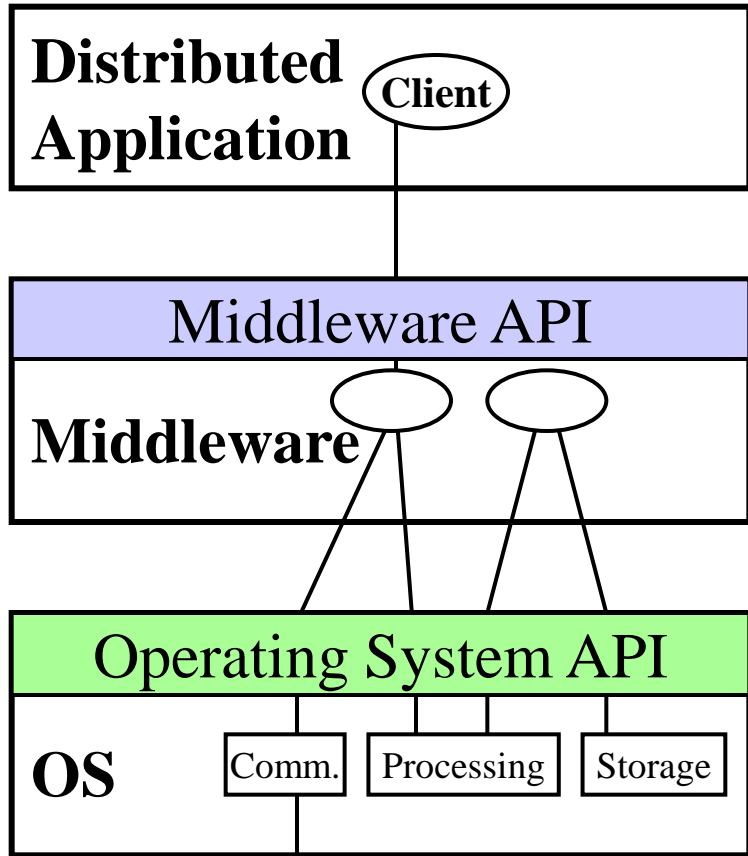 Distributed
Application
Client
Middleware API
Middleware
Operating System API
OS
Comm.
Processing
Storage